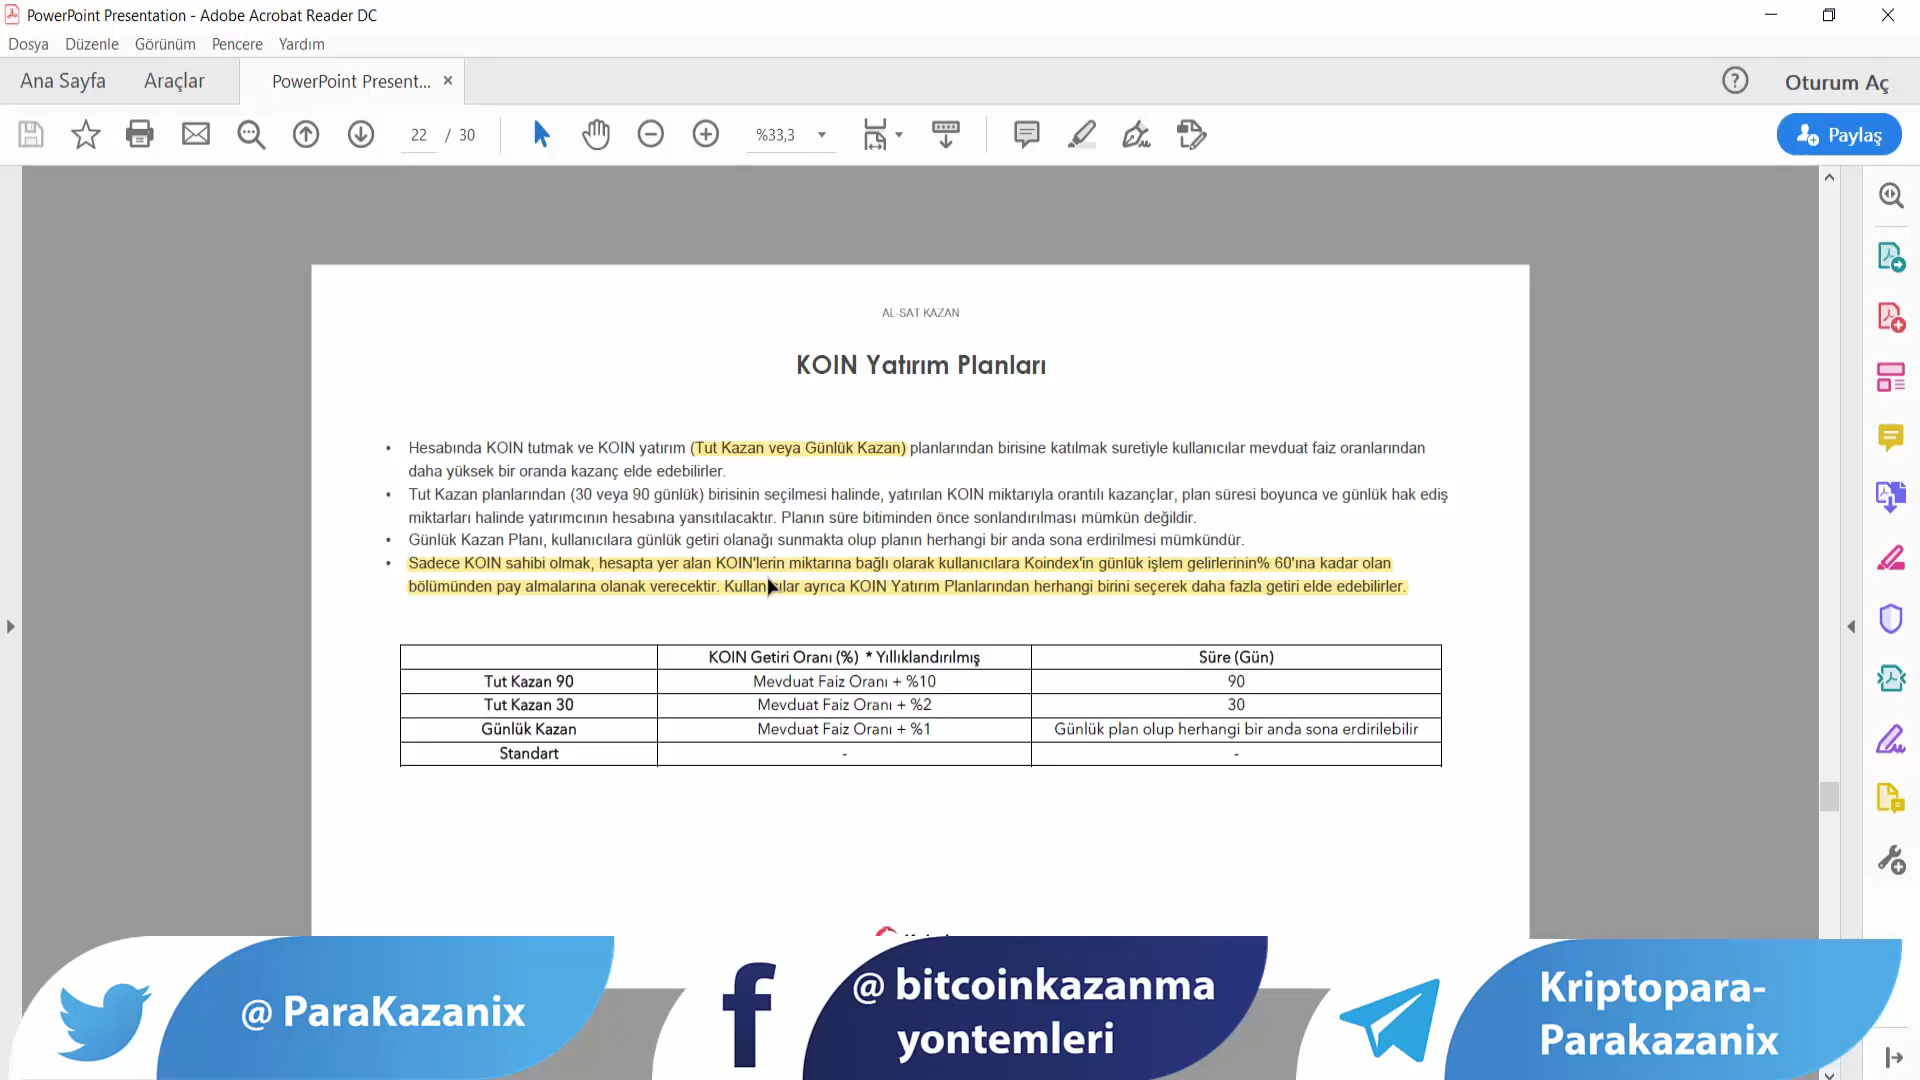 PowerPoint Presentation - Adobe Acrobat Reader DC
Dosya Düzenle Görünüm Pencere Yardım
Ana Sayfa Araçlar PowerPoint Present... × Oturum Aç
22 / 30 %33,3 Paylaş
AL-SAT KAZAN
KOIN Yatırım Planları
• Hesabında KOIN tutmak ve KOIN yatırım (Tut Kazan veya Günlük Kazan) planlarından birisine katılmak suretiyle kullanıcılar mevduat faiz oranlarından
daha yüksek bir oranda kazanç elde edebilirler.
• Tut Kazan planlarından (30 veya 90 günlük) birisinin seçilmesi halinde, yatırılan KOIN miktarıyla orantılı kazançlar, plan süresi boyunca ve günlük hak ediş
miktarları halinde yatırımcının hesabına yansıtılacaktır. Planın süre bitiminden önce sonlandırılması mümkün değildir.
• Günlük Kazan Planı, kullanıcılara günlük getiri olanağı sunmakta olup planın herhangi bir anda sona erdirilmesi mümkündür.
• Sadece KOIN sahibi olmak, hesapta yer alan KOIN'lerin miktarına bağlı olarak kullanıcılara Koindex'in günlük işlem gelirlerinin% 60'ına kadar olan
bölümünden pay almalarına olanak verecektir. Kullanıcılar ayrıca KOIN Yatırım Planlarından herhangi birini seçerek daha fazla getiri elde edebilirler.
KOIN Getiri Oranı (%) * Yıllıklandırılmış Süre (Gün)
Tut Kazan 90 Mevduat Faiz Oranı + %10 90
Tut Kazan 30 Mevduat Faiz Oranı + %2 30
Günlük Kazan Mevduat Faiz Oranı + %1 Günlük plan olup herhangi bir anda sona erdirilebilir
Standart - -
@ ParaKazanix
@ bitcoinkazanma
yontemleri
Kriptopara-
Parakazanix